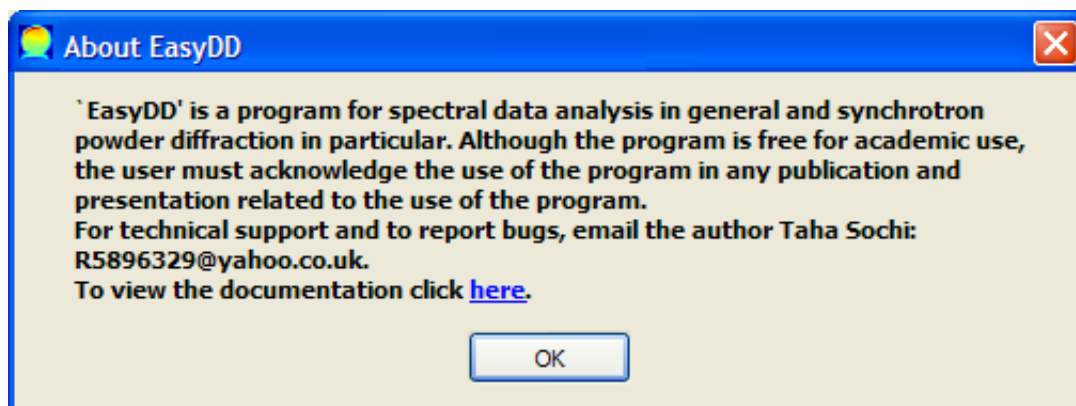 About EasyDD
`EasyDD' is a program for spectral data analysis in general and synchrotron
powder diffraction in particular. Although the program is free for academic use,
the user must acknowledge the use of the program in any publication and
presentation related to the use of the program.
For technical support and to report bugs, email the author Taha Sochi:
R5896329@yahoo.co.uk.
To view the documentation click here.
OK